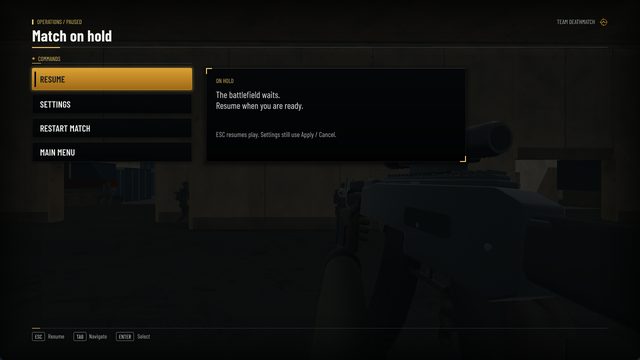 OPERATIONS / PAUSED
TEAM DEATHMATCH
Match on hold
COMMANDS
RESUME
SETTINGS
RESTART MATCH
MAIN MENU
ON HOLD
The battlefield waits.
Resume when you are ready.
ESC resumes play. Settings still use Apply / Cancel.
ESC Resume TAB Navigate ENTER Select